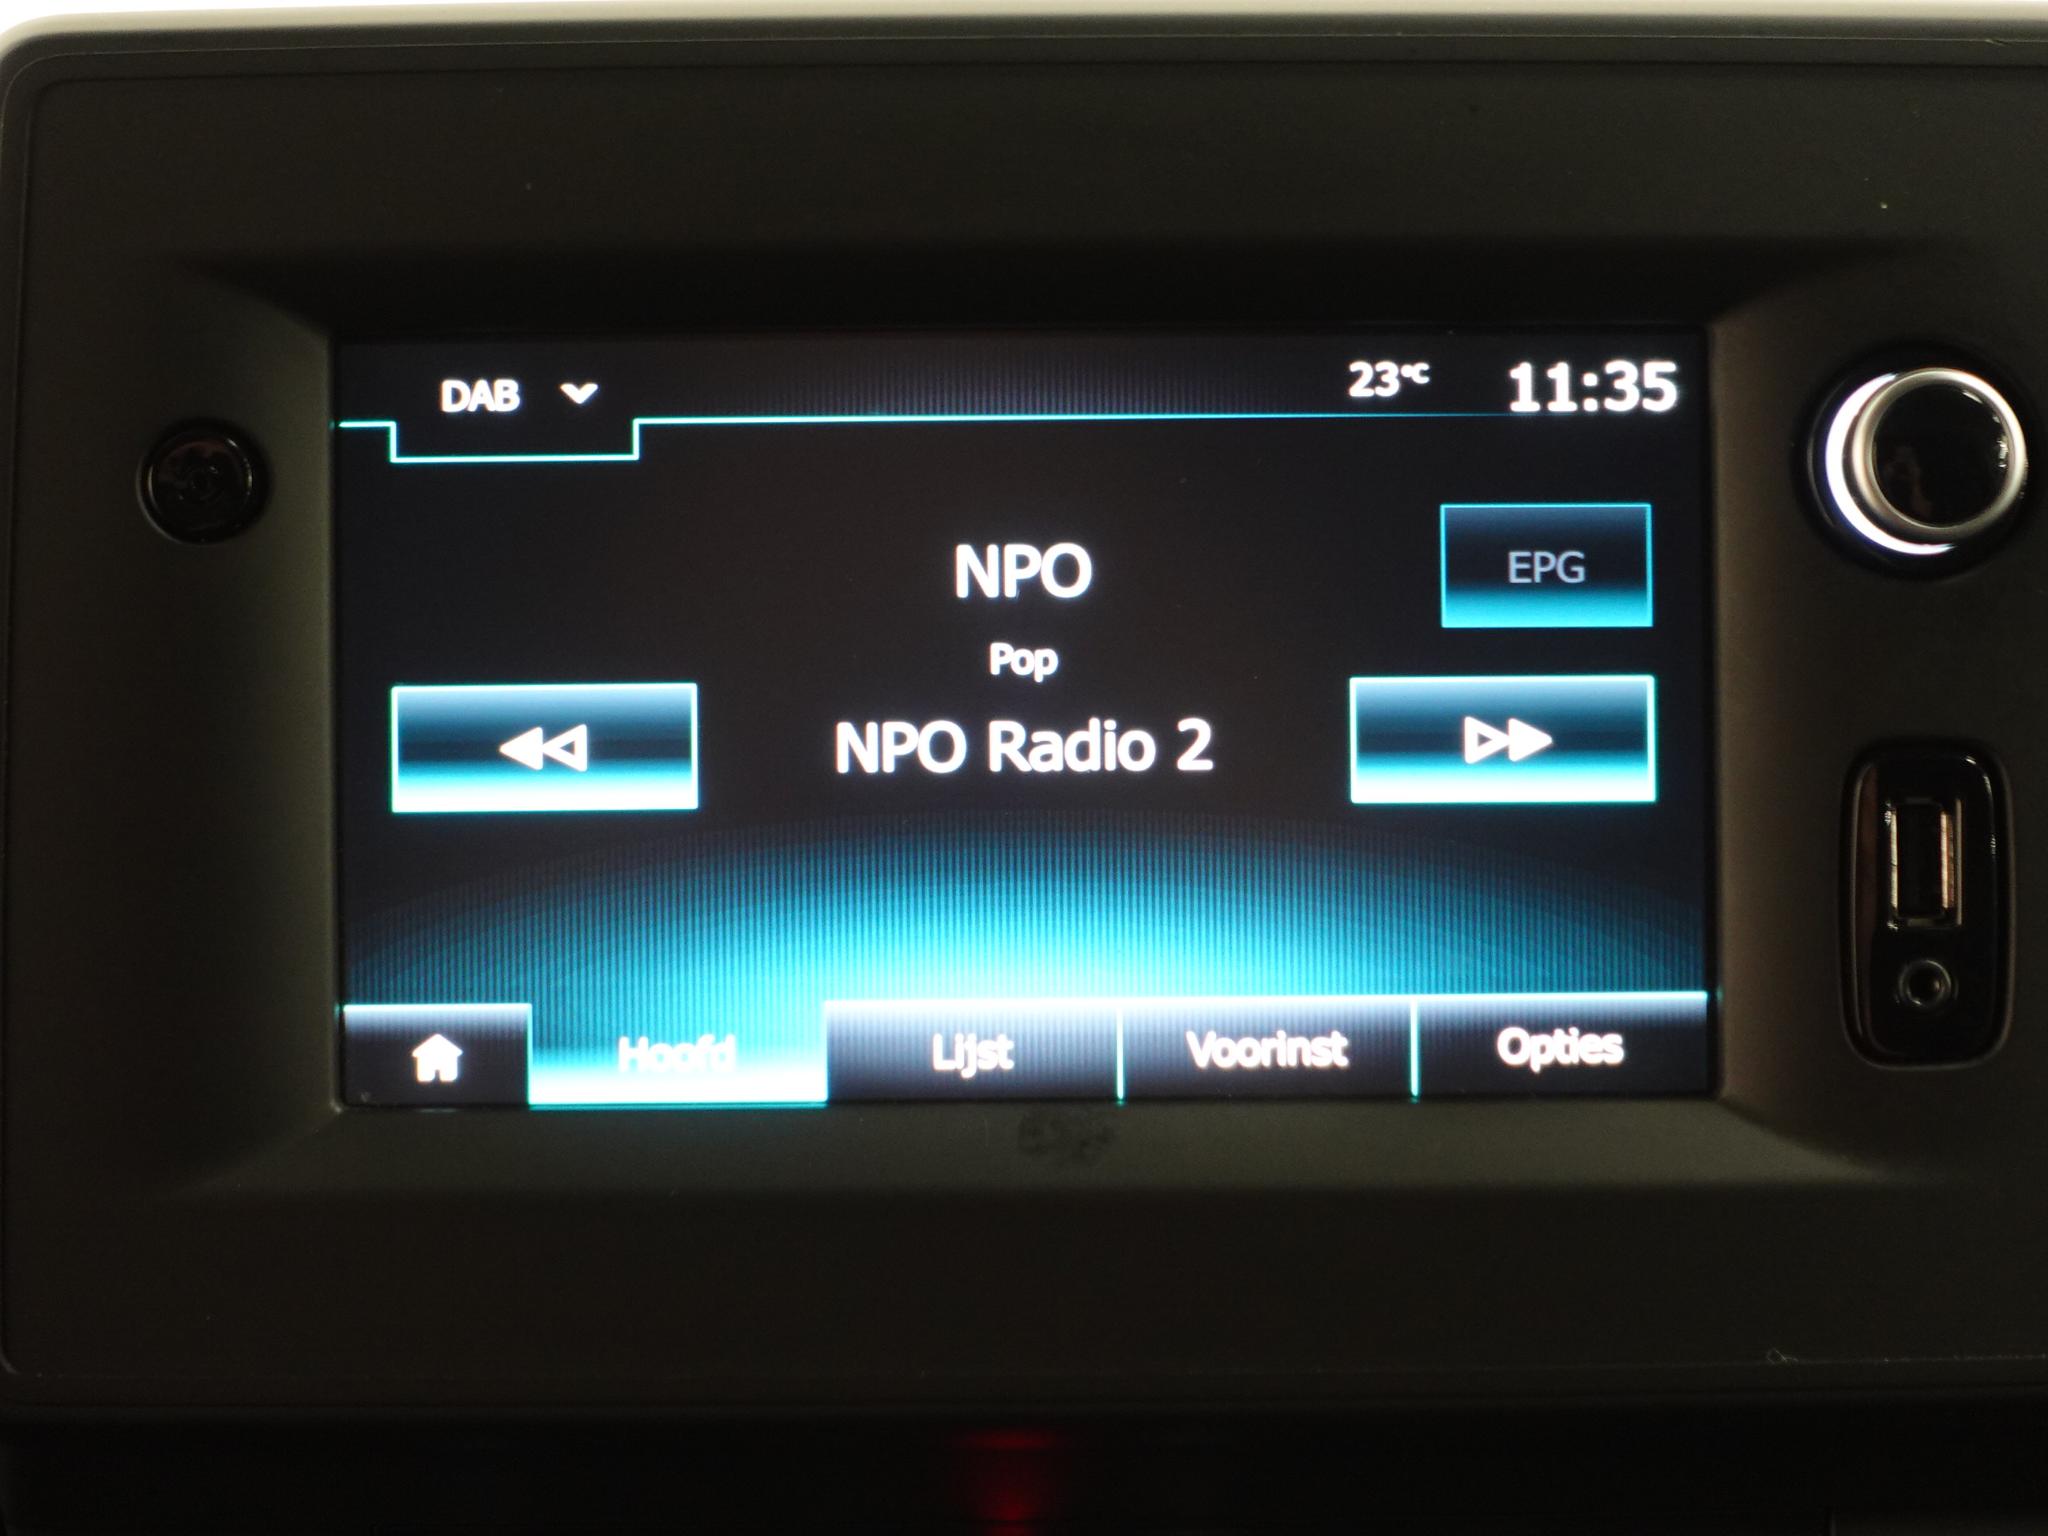 DAB
23°C
11:35
NPO
EPG
Pop
NPO Radio 2
Hoofd
Lijst
Voorinst
Opties